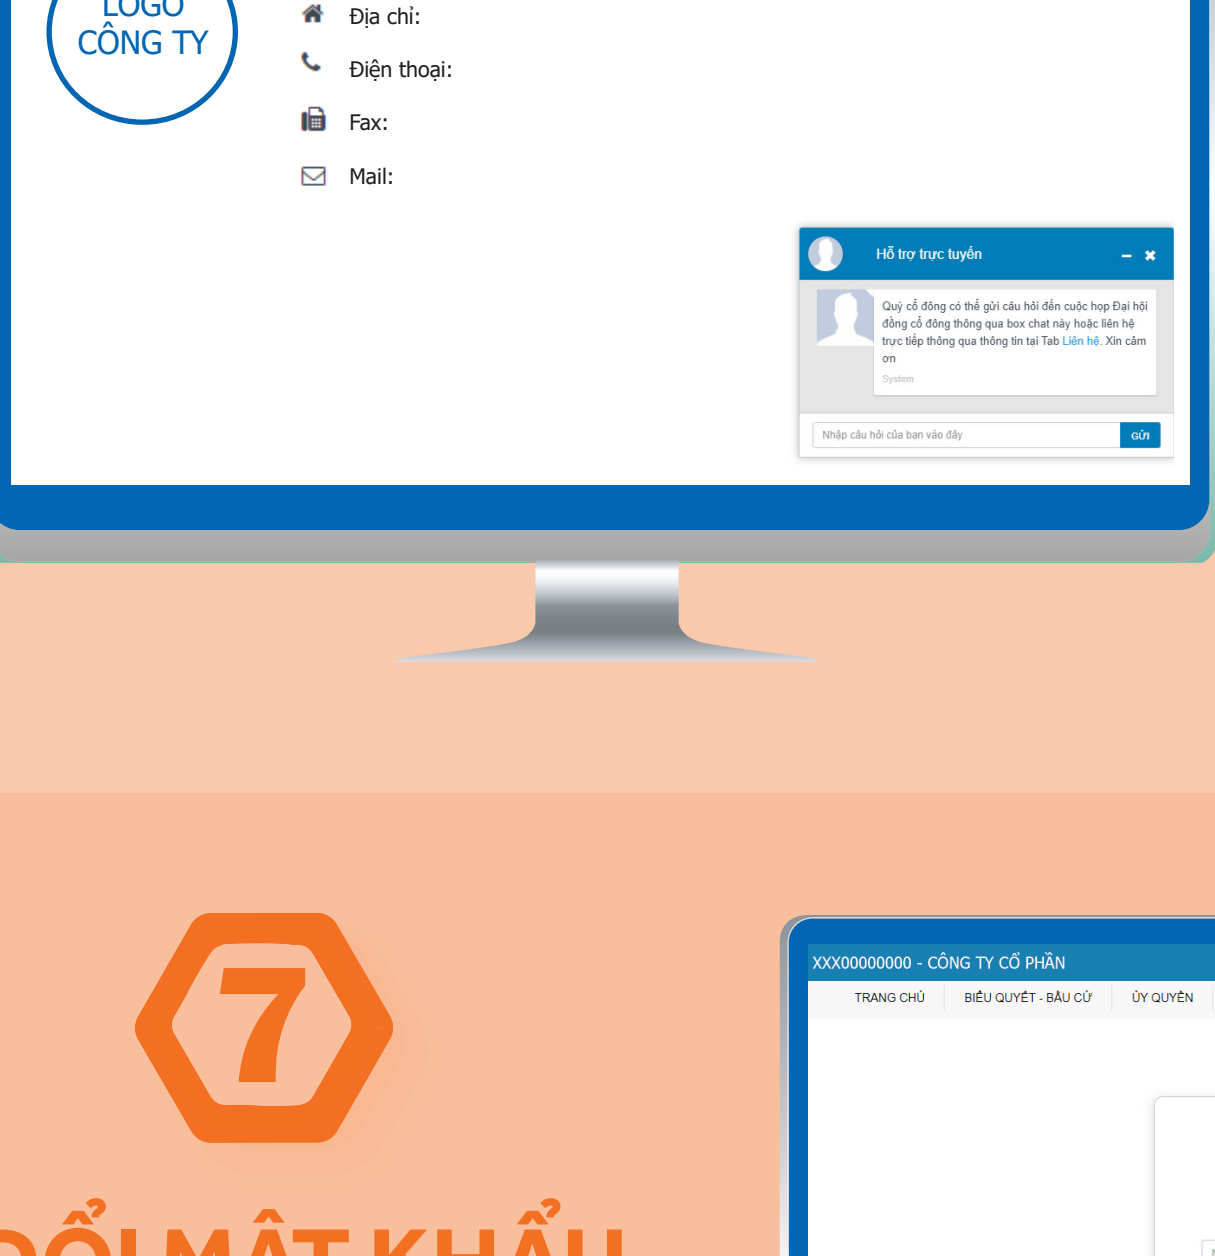 LOGO
CÔNG TY
Địa chỉ:
Điện thoại:
Fax:
Mail:
Hỗ trợ trực tuyến
Quý cổ đông có thể gửi câu hỏi đến cuộc họp Đại hội
đồng cổ đông thông qua box chat này hoặc liên hệ
trực tiếp thông qua thông tin tại Tab Liên hệ. Xin cảm
ơn
System
Nhập câu hỏi của bạn vào đây
GỬI
7
ĐỔI MẬT KHẨU
XXX00000000 - CÔNG TY CỔ PHẦN
TRANG CHỦ BIỂU QUYẾT - BẦU CỬ ỦY QUYỀN